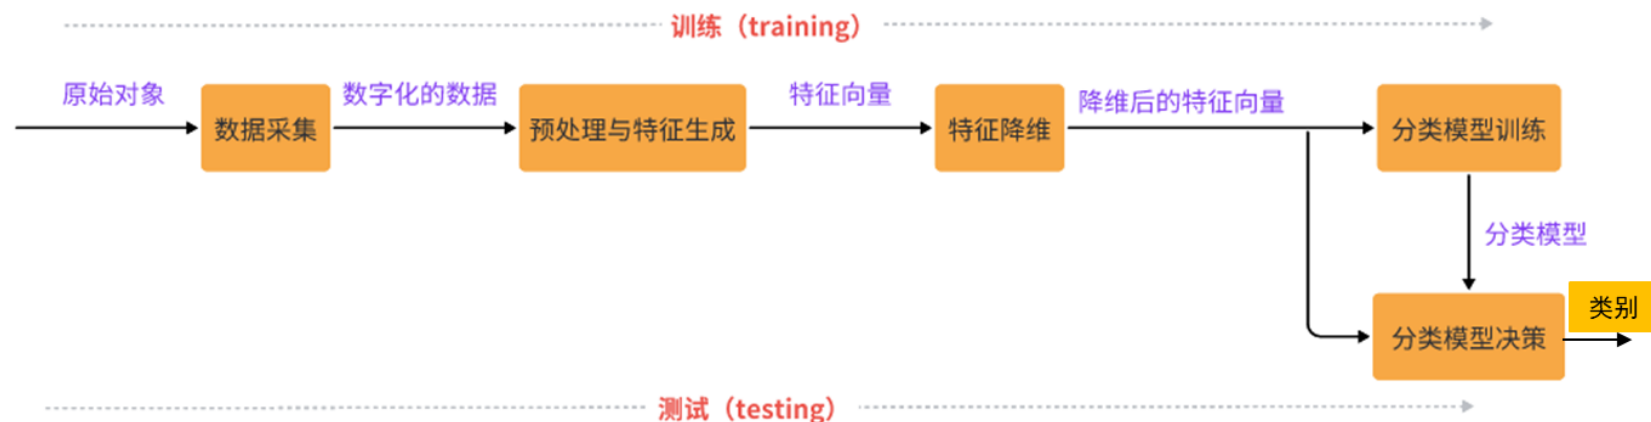 训练（training）
原始对象
数据采集
数字化的数据
预处理与特征生成
特征向量
特征降维
降维后的特征向量
分类模型训练
分类模型
分类模型决策
类别
测试（testing）